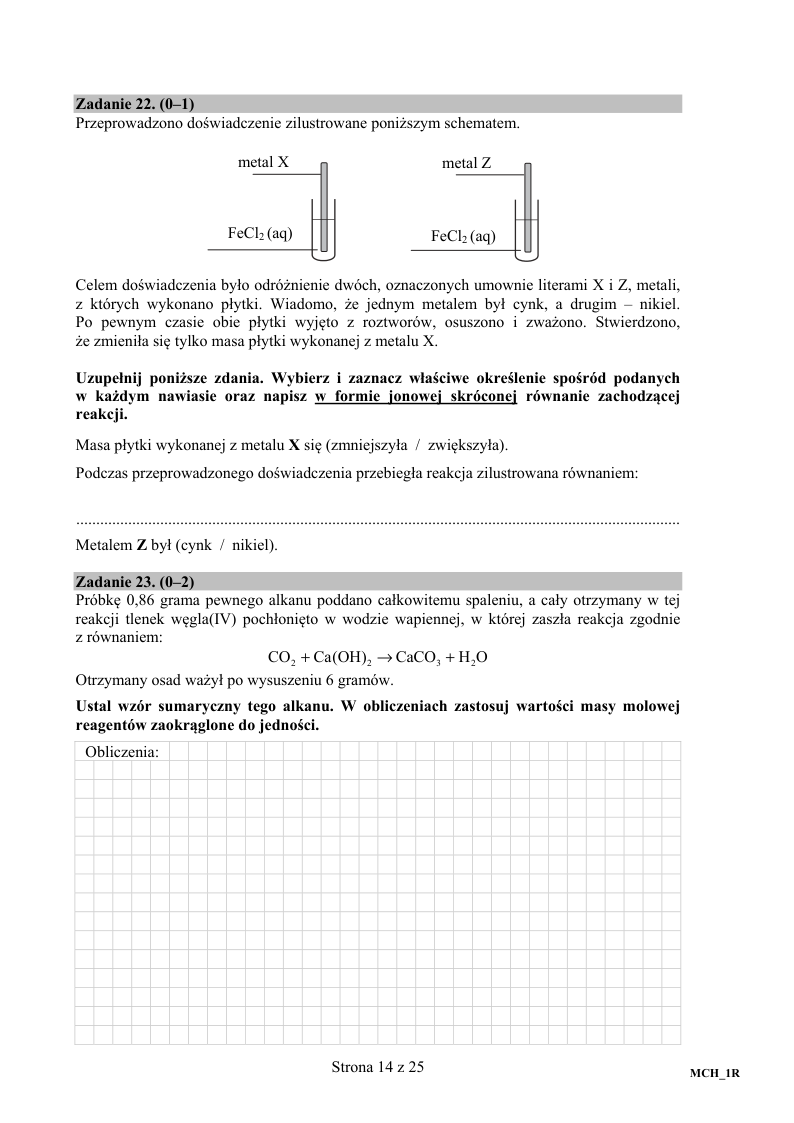 Zadanie 22. (0–1)
Przeprowadzono doświadczenie zilustrowane poniższym schematem.
metal X
metal Z
FeCl₂ (aq)
FeCl₂ (aq)
Celem doświadczenia było odróżnienie dwóch, oznaczonych umownie literami X i Z, metali,
z których wykonano płytki. Wiadomo, że jednym metalem był cynk, a drugim – nikiel.
Po pewnym czasie obie płytki wyjęto z roztworów, osuszono i zważono. Stwierdzono,
że zmieniła się tylko masa płytki wykonanej z metalu X.
Uzupełnij poniższe zdania. Wybierz i zaznacz właściwe określenie spośród podanych
w każdym nawiasie oraz napisz w formie jonowej skróconej równanie zachodzącej
reakcji.
Masa płytki wykonanej z metalu X się (zmniejszyła / zwiększyła).
Podczas przeprowadzonego doświadczenia przebiegła reakcja zilustrowana równaniem:
.......................................................................................................................................................
Metalem Z był (cynk / nikiel).
Zadanie 23. (0–2)
Próbkę 0,86 grama pewnego alkanu poddano całkowitemu spaleniu, a cały otrzymany w tej
reakcji tlenek węgla(IV) pochłonięto w wodzie wapiennej, w której zaszła reakcja zgodnie
z równaniem:
CO₂ + Ca(OH)₂ → CaCO₃ + H₂O
Otrzymany osad ważył po wysuszeniu 6 gramów.
Ustal wzór sumaryczny tego alkanu. W obliczeniach zastosuj wartości masy molowej
reagentów zaokrąglone do jedności.
Obliczenia:
Strona 14 z 25
MCH_1R